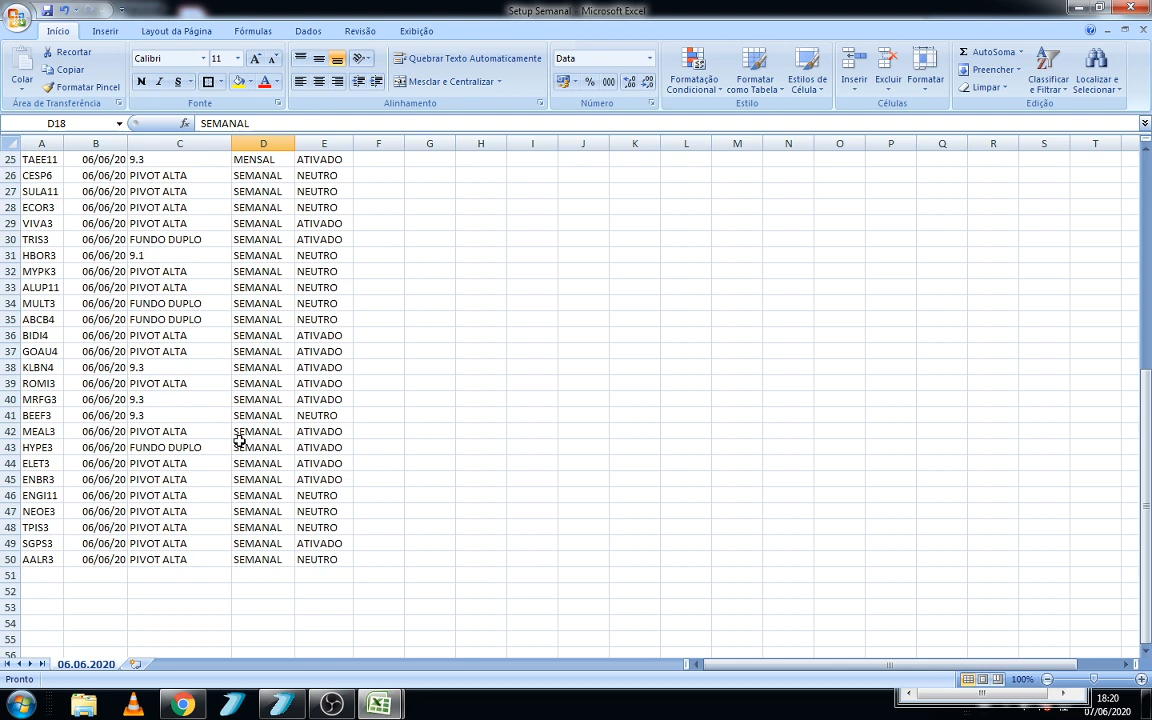 Setup Semanal - Microsoft Excel
Início Inserir Layout da Página Fórmulas Dados Revisão Exibição
Colar
Recortar
Copiar
Formatar Pincel
Área de Transferência
Calibri 11
N I S
Fonte
Quebrar Texto Automaticamente
Mesclar e Centralizar
Alinhamento
Data
% 000
Número
Formatação Condicional
Formatar como Tabela
Estilos de Célula
Estilo
Inserir Excluir Formatar
Células
AutoSoma
Preencher
Limpar
Classificar e Filtrar
Localizar e Selecionar
Edição
D18 fx SEMANAL
A B C D E F G H I J K L M N O P Q R S T
25 TAEE11 06/06/20 9.3 MENSAL ATIVADO
26 CESP6 06/06/20 PIVOT ALTA SEMANAL NEUTRO
27 SULA11 06/06/20 PIVOT ALTA SEMANAL NEUTRO
28 ECOR3 06/06/20 PIVOT ALTA SEMANAL NEUTRO
29 VIVA3 06/06/20 PIVOT ALTA SEMANAL ATIVADO
30 TRIS3 06/06/20 FUNDO DUPLO SEMANAL ATIVADO
31 HBOR3 06/06/20 9.1 SEMANAL NEUTRO
32 MYPK3 06/06/20 PIVOT ALTA SEMANAL NEUTRO
33 ALUP11 06/06/20 PIVOT ALTA SEMANAL NEUTRO
34 MULT3 06/06/20 FUNDO DUPLO SEMANAL NEUTRO
35 ABCB4 06/06/20 FUNDO DUPLO SEMANAL NEUTRO
36 BIDI4 06/06/20 PIVOT ALTA SEMANAL ATIVADO
37 GOAU4 06/06/20 PIVOT ALTA SEMANAL ATIVADO
38 KLBN4 06/06/20 9.3 SEMANAL ATIVADO
39 ROMI3 06/06/20 PIVOT ALTA SEMANAL ATIVADO
40 MRFG3 06/06/20 9.3 SEMANAL ATIVADO
41 BEEF3 06/06/20 9.3 SEMANAL NEUTRO
42 MEAL3 06/06/20 PIVOT ALTA SEMANAL ATIVADO
43 HYPE3 06/06/20 FUNDO DUPLO SEMANAL ATIVADO
44 ELET3 06/06/20 PIVOT ALTA SEMANAL ATIVADO
45 ENBR3 06/06/20 PIVOT ALTA SEMANAL ATIVADO
46 ENGI11 06/06/20 PIVOT ALTA SEMANAL NEUTRO
47 NEOE3 06/06/20 PIVOT ALTA SEMANAL NEUTRO
48 TPIS3 06/06/20 PIVOT ALTA SEMANAL NEUTRO
49 SGPS3 06/06/20 PIVOT ALTA SEMANAL ATIVADO
50 AALR3 06/06/20 PIVOT ALTA SEMANAL NEUTRO
51
52
53
54
55
56
06.06.2020
Pronto 100%
18:20
07/06/2020